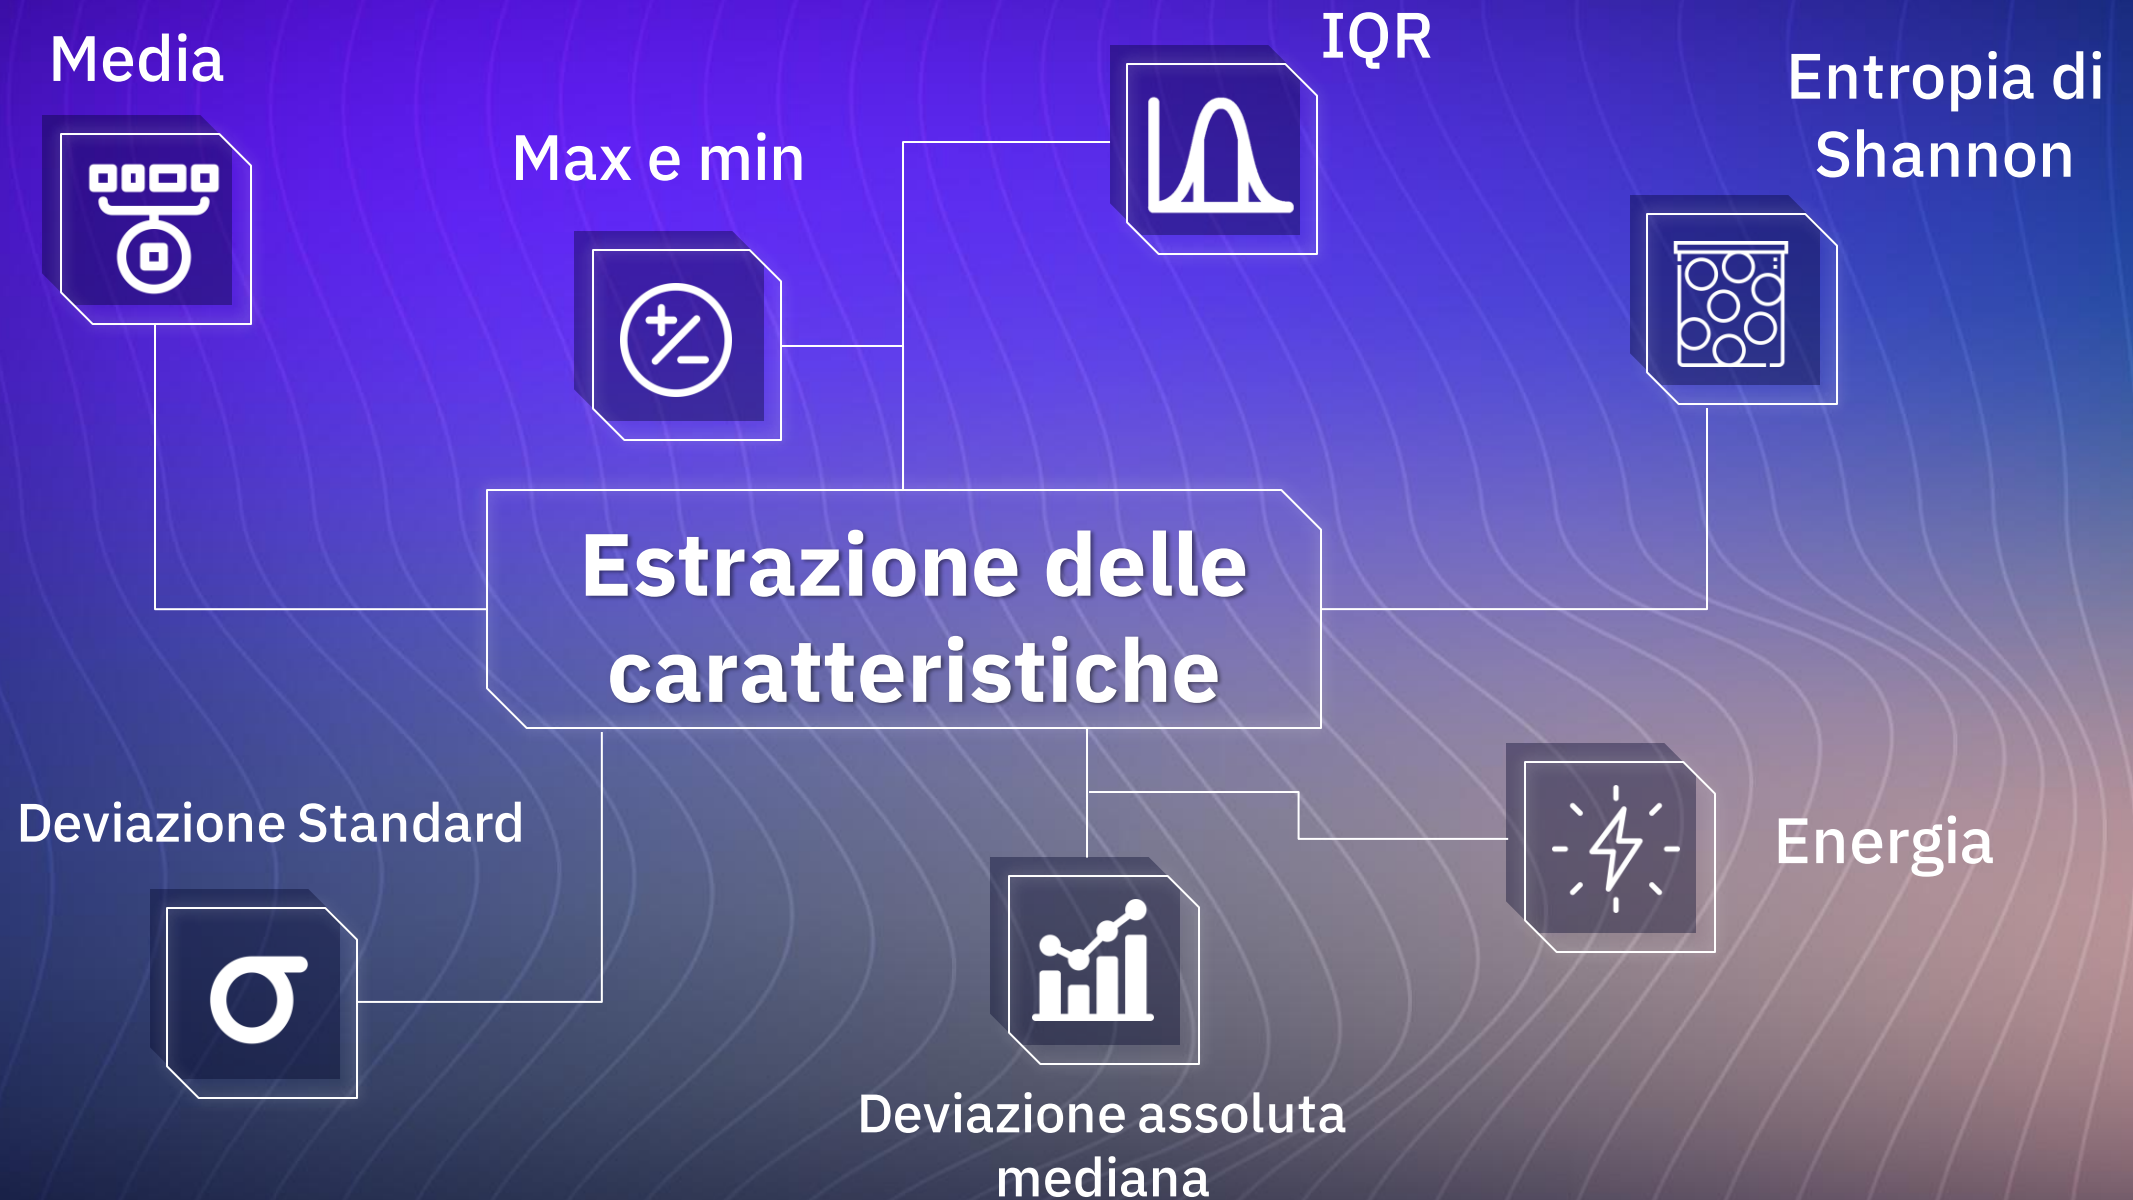 Media
Max e min
IQR
Entropia di
Shannon
Estrazione delle
caratteristiche
Deviazione Standard
σ
Deviazione assoluta
mediana
Energia